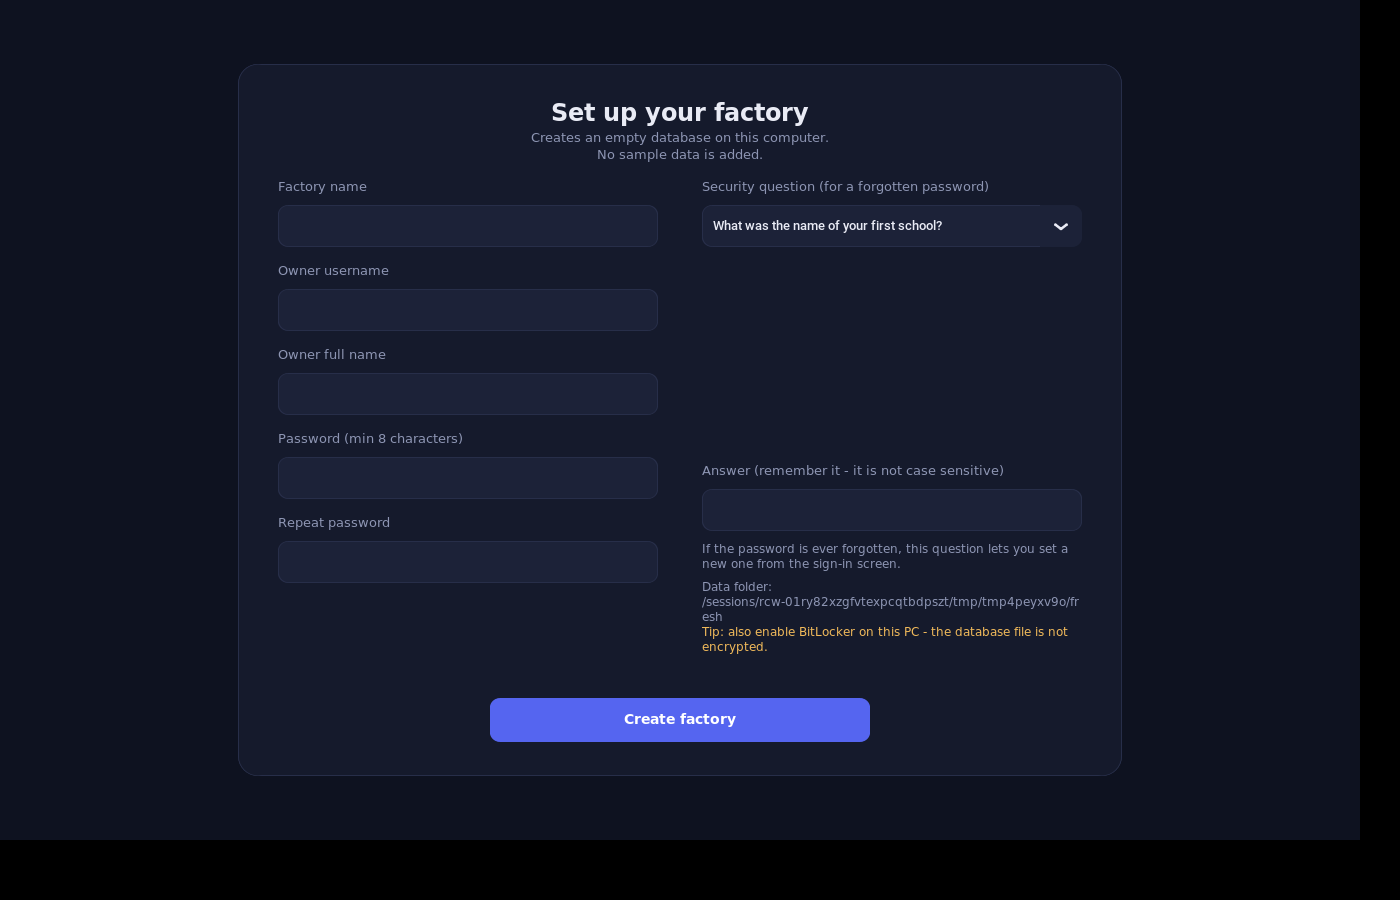 Set up your factory
Creates an empty database on this computer.
No sample data is added.
Factory name
Owner username
Owner full name
Password (min 8 characters)
Repeat password
Security question (for a forgotten password)
What was the name of your first school?
Answer (remember it - it is not case sensitive)
If the password is ever forgotten, this question lets you set a
new one from the sign-in screen.
Data folder:
/sessions/rcw-01ry82xzgfvtexpcqtbdpszt/tmp/tmp4peyxv9o/fr
esh
Tip: also enable BitLocker on this PC - the database file is not
encrypted.
Create factory